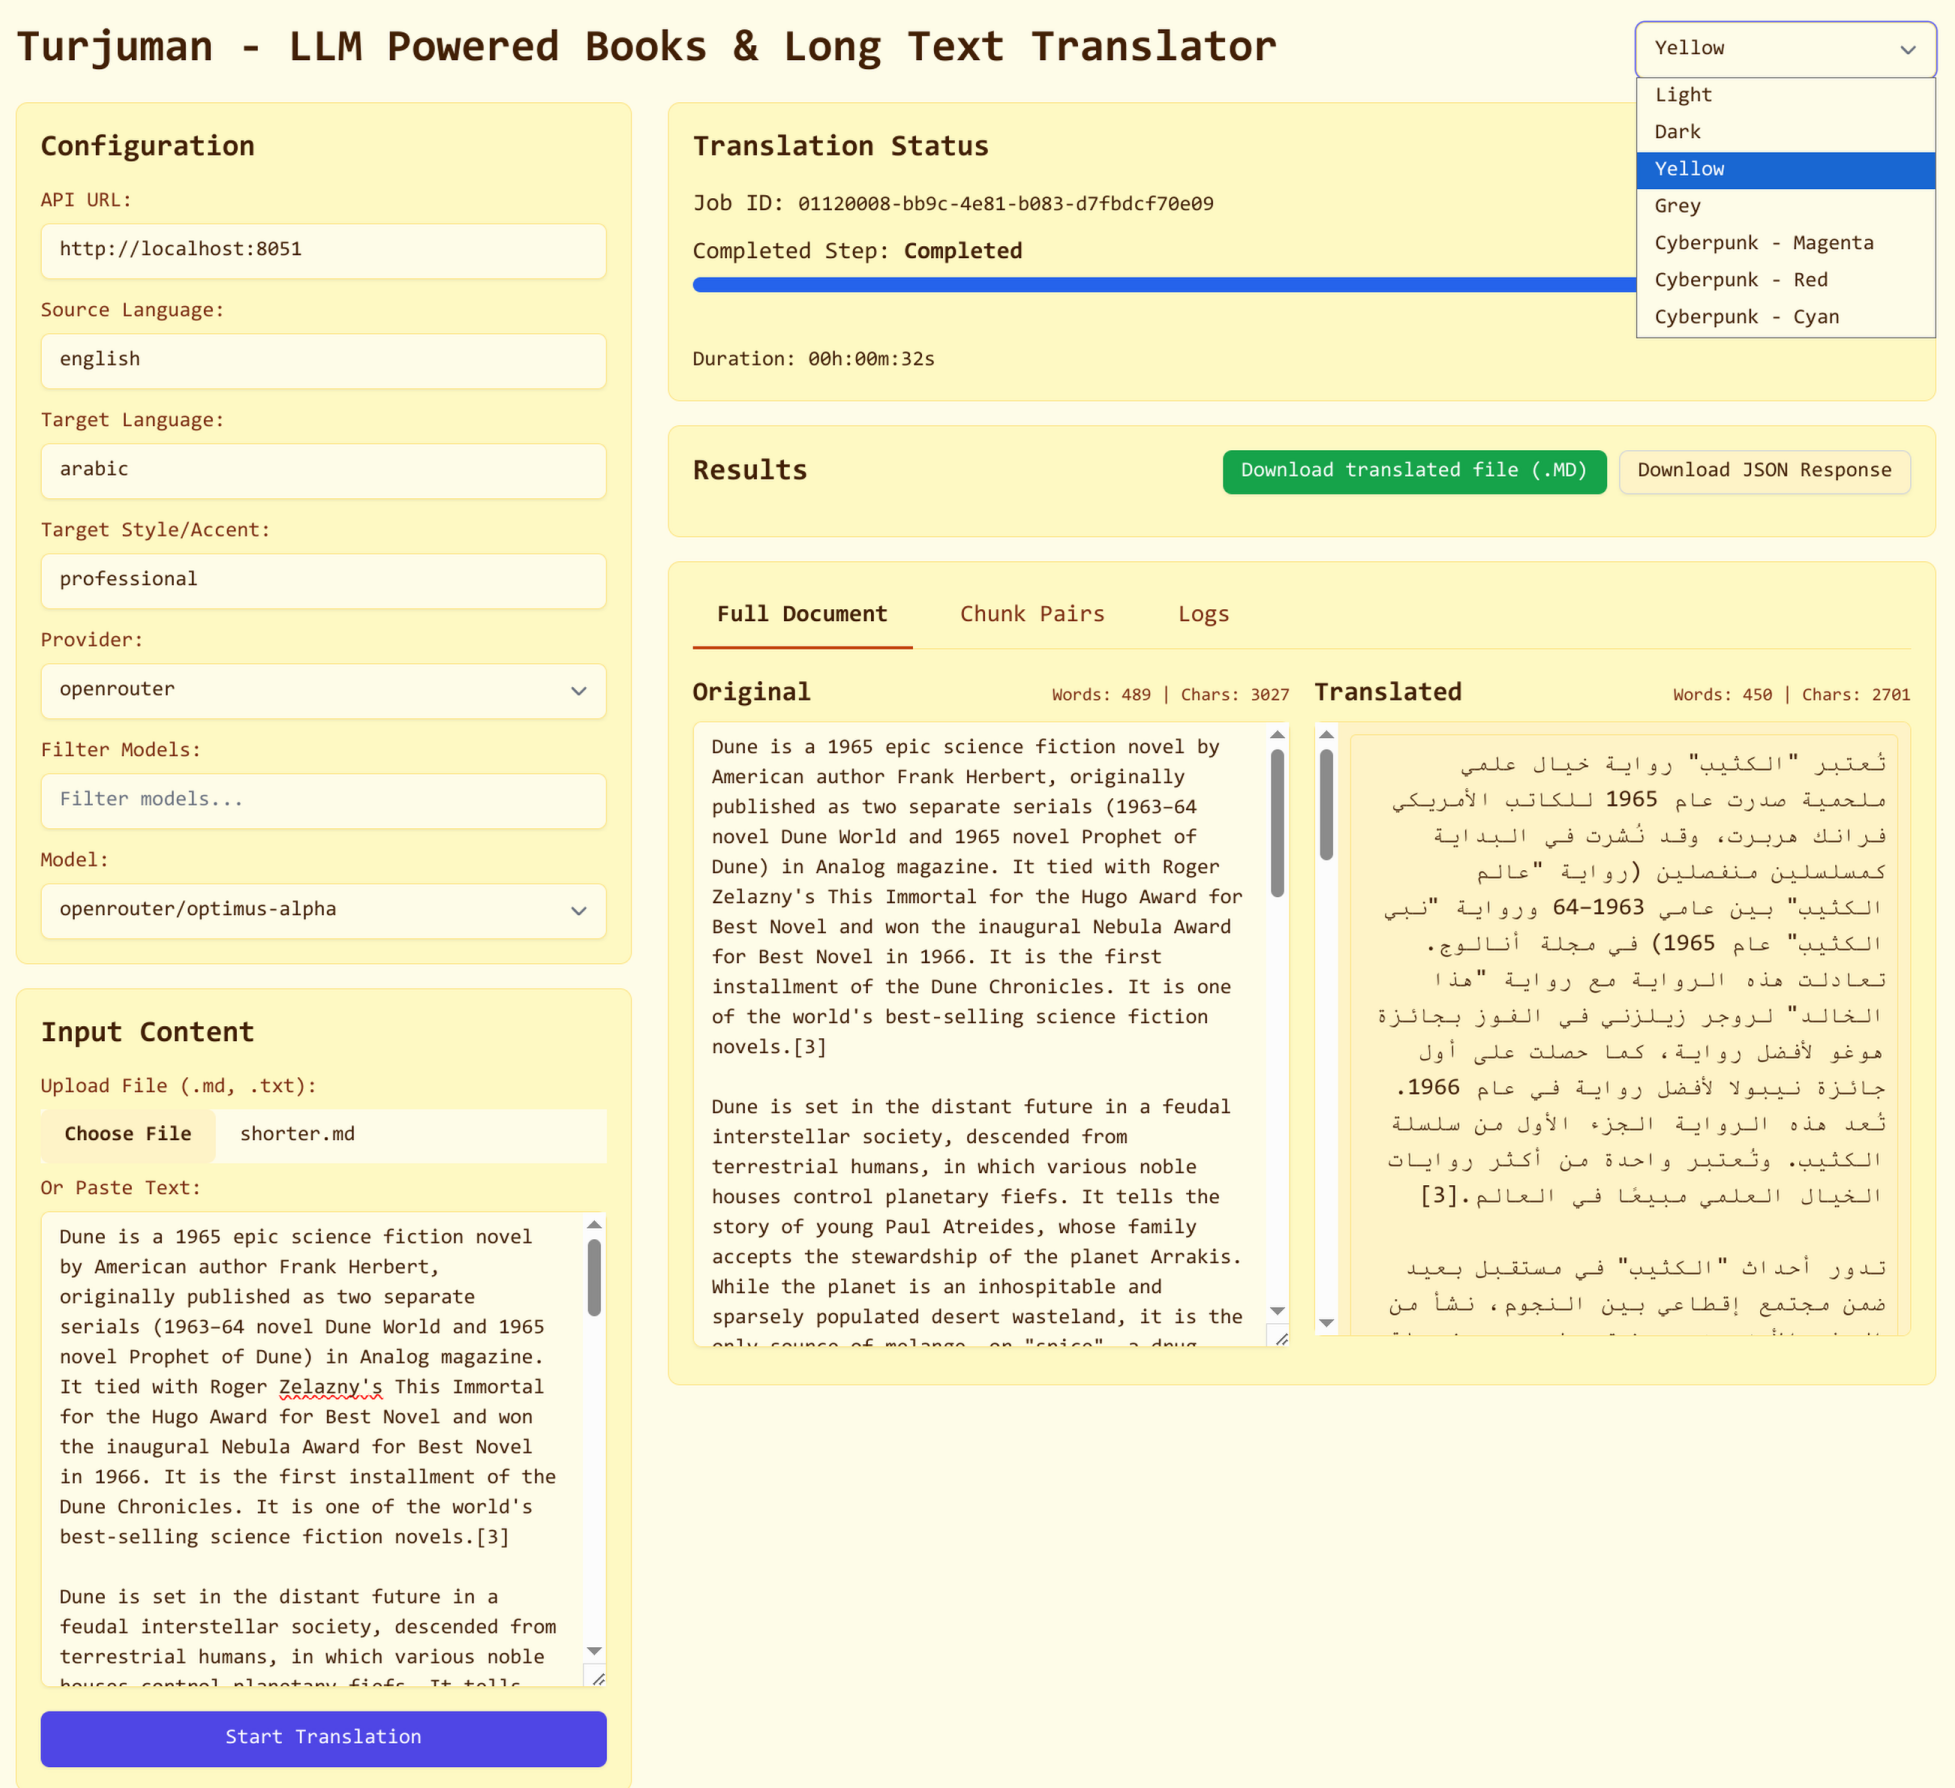 Turjuman - LLM Powered Books & Long Text Translator
Yellow
Light
Dark
Yellow
Grey
Cyberpunk - Magenta
Cyberpunk - Red
Cyberpunk - Cyan
Configuration
API URL:
http://localhost:8051
Source Language:
english
Target Language:
arabic
Target Style/Accent:
professional
Provider:
openrouter
Filter Models:
Filter models...
Model:
openrouter/optimus-alpha
Input Content
Upload File (.md, .txt):
Choose File shorter.md
Or Paste Text:
Dune is a 1965 epic science fiction novel
by American author Frank Herbert,
originally published as two separate
serials (1963–64 novel Dune World and 1965
novel Prophet of Dune) in Analog magazine.
It tied with Roger Zelazny's This Immortal
for the Hugo Award for Best Novel and won
the inaugural Nebula Award for Best Novel
in 1966. It is the first installment of the
Dune Chronicles. It is one of the world's
best-selling science fiction novels.[3]
Dune is set in the distant future in a
feudal interstellar society, descended from
terrestrial humans, in which various noble
houses control planetary fiefs. It tells
Start Translation
Translation Status
Job ID: 01120008-bb9c-4e81-b083-d7fbdcf70e09
Completed Step: Completed
Duration: 00h:00m:32s
Results
Download translated file (.MD)
Download JSON Response
Full Document
Chunk Pairs
Logs
Original
Words: 489 | Chars: 3027
Dune is a 1965 epic science fiction novel by
American author Frank Herbert, originally
published as two separate serials (1963–64
novel Dune World and 1965 novel Prophet of
Dune) in Analog magazine. It tied with Roger
Zelazny's This Immortal for the Hugo Award for
Best Novel and won the inaugural Nebula Award
for Best Novel in 1966. It is the first
installment of the Dune Chronicles. It is one
of the world's best-selling science fiction
novels.[3]
Dune is set in the distant future in a feudal
interstellar society, descended from
terrestrial humans, in which various noble
houses control planetary fiefs. It tells the
story of young Paul Atreides, whose family
accepts the stewardship of the planet Arrakis.
While the planet is an inhospitable and
sparsely populated desert wasteland, it is the
only source of melange, or "spice", a drug
Translated
Words: 450 | Chars: 2701
تُعتبر "الكثيب" رواية خيال علمي
ملحمية صدرت عام 1965 للكاتب الأمريكي
فرانك هربرت، وقد نُشرت في البداية
كمسلسلين منفصلين (رواية "عالم
الكثيب" بين عامي 1963–64 ورواية "نبي
الكثيب" عام 1965) في مجلة أنالوج.
تعادلت هذه الرواية مع رواية "هذا
الخالد" لروجر زيلزني في الفوز بجائزة
هوغو لأفضل رواية، كما حصلت على أول
جائزة نيبولا لأفضل رواية في عام 1966.
تُعد هذه الرواية الجزء الأول من سلسلة
الكثيب. وتُعتبر واحدة من أكثر روايات
الخيال العلمي مبيعًا في العالم.[3]
تدور أحداث "الكثيب" في مستقبل بعيد
ضمن مجتمع إقطاعي بين النجوم، نشأ من